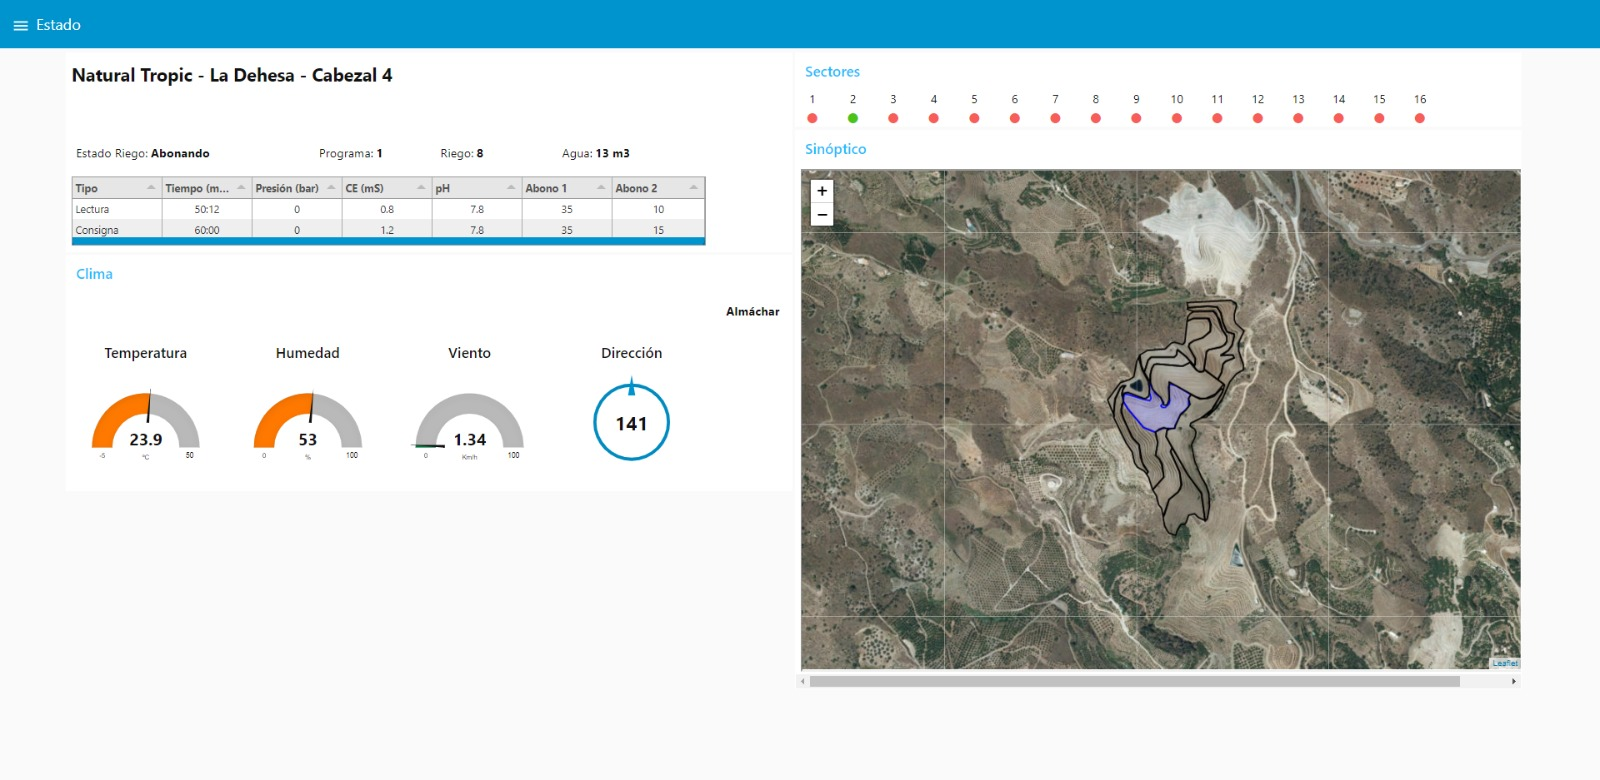 Estado
Natural Tropic - La Dehesa - Cabezal 4
Estado Riego: Abonando Programa: 1 Riego: 8 Agua: 13 m3
Tipo Tiempo (m... Presión (bar) CE (mS) pH Abono 1 Abono 2
Lectura 50:12 0 0.8 7.8 35 10
Consigna 60:00 0 1.2 7.8 35 15
Clima
Almáchar
Temperatura Humedad Viento Dirección
23.9 53 1.34 141
-5 ºC 50 0 % 100 0 Km/h 100
Sectores
1 2 3 4 5 6 7 8 9 10 11 12 13 14 15 16
Sinóptico
+
−
Leaflet